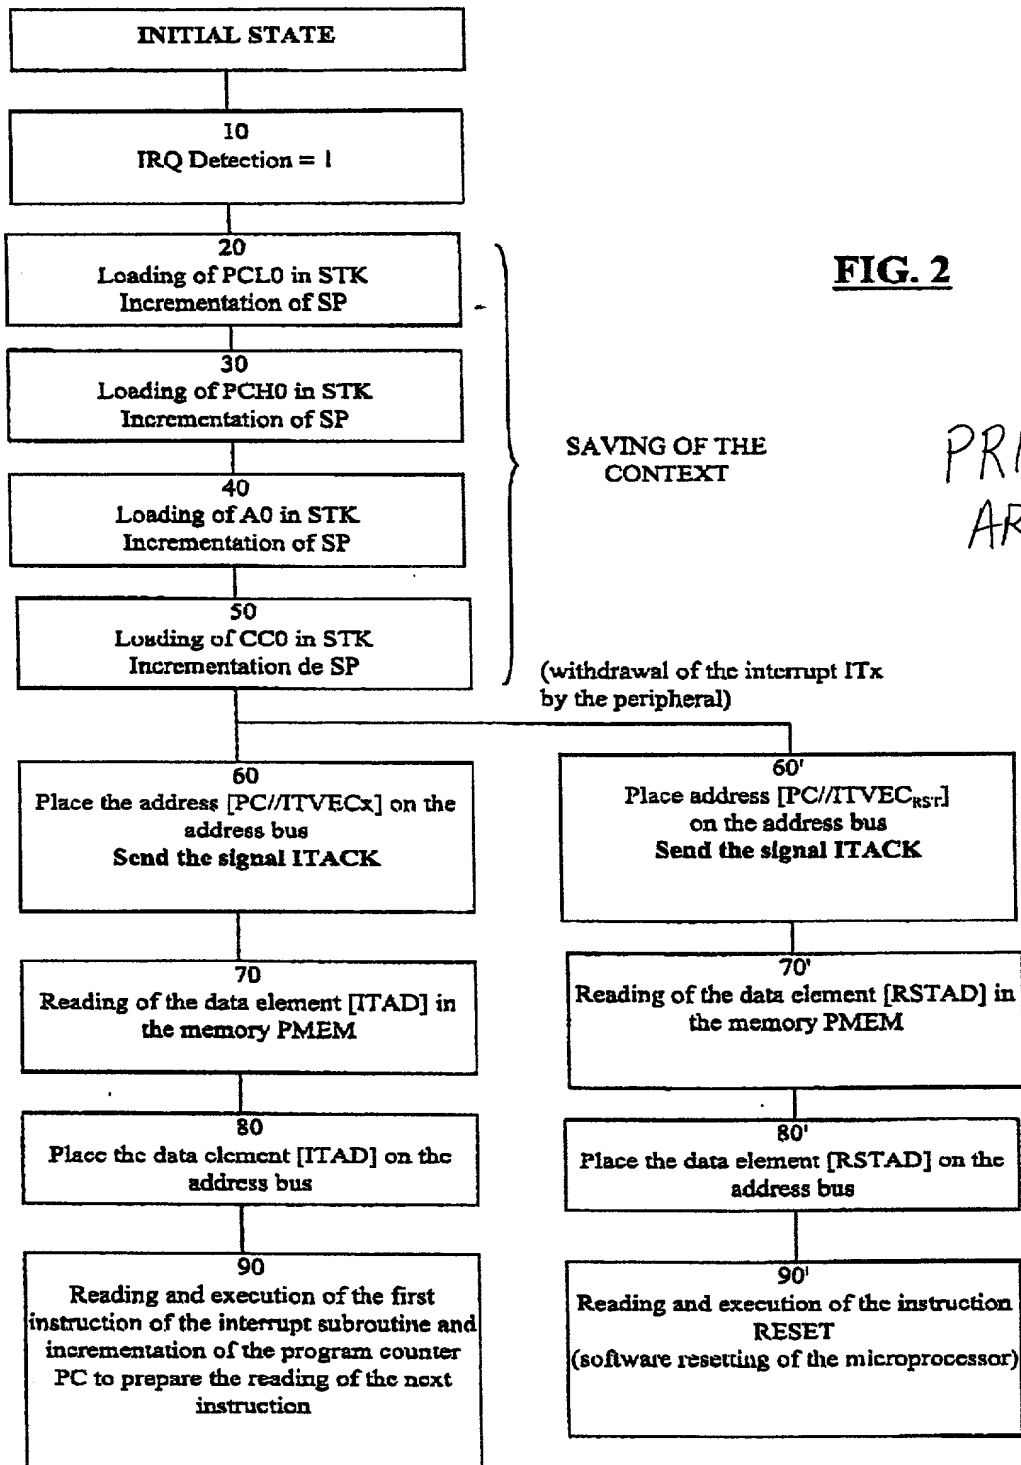 INITIAL STATE
10
IRQ Detection = 1
20
Loading of PCL0 in STK
Incrementation of SP
30
Loading of PCH0 in STK
Incrementation of SP
40
Loading of A0 in STK
Incrementation of SP
50
Loading of CC0 in STK
Incrementation de SP
SAVING OF THE
CONTEXT
FIG. 2
(withdrawal of the interrupt ITx
by the peripheral)
60
Place the address [PC//ITVECx] on the
address bus
Send the signal ITACK
70
Reading of the data element [ITAD] in
the memory PMEM
80
Place the data element [ITAD] on the
address bus
90
Reading and execution of the first
instruction of the interrupt subroutine and
incrementation of the program counter
PC to prepare the reading of the next
instruction
60'
Place address [PC//ITVEC_RST]
on the address bus
Send the signal ITACK
70'
Reading of the data element [RSTAD] in
the memory PMEM
80'
Place the data element [RSTAD] on the
address bus
90'
Reading and execution of the instruction
RESET
(software resetting of the microprocessor)